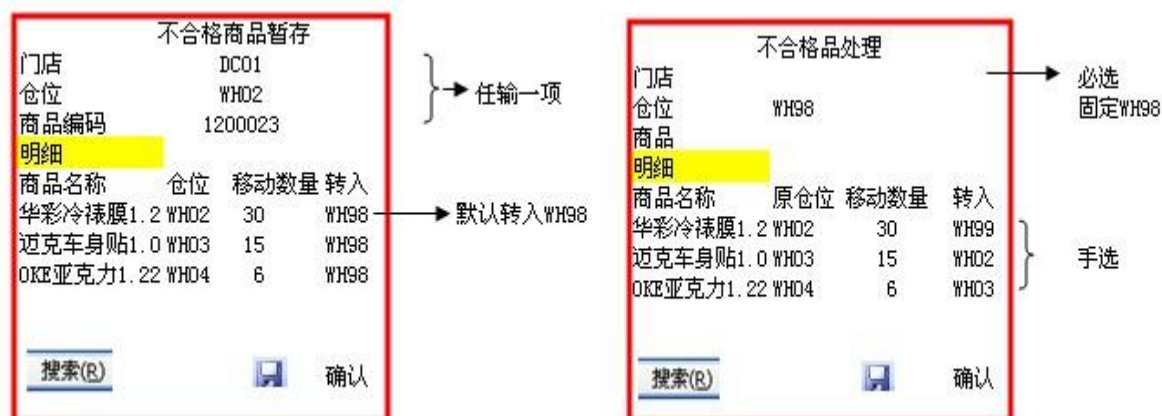 不合格商品暂存
门店 DC01
仓位 WH02
商品编码 1200023
任输一项
明细
商品名称 仓位 移动数量 转入
华彩冷裱膜1.2 WH02 30 WH98
默认转入WH98
迈克车身贴1.0 WH03 15 WH98
OKE亚克力1.22 WH04 6 WH98
搜索(R) 确认
不合格品处理
门店
必选
仓位 WH98
固定WH98
商品
明细
商品名称 原仓位 移动数量 转入
华彩冷裱膜1.2 WH02 30 WH99
迈克车身贴1.0 WH03 15 WH02
手选
OKE亚克力1.22 WH04 6 WH03
搜索(R) 确认